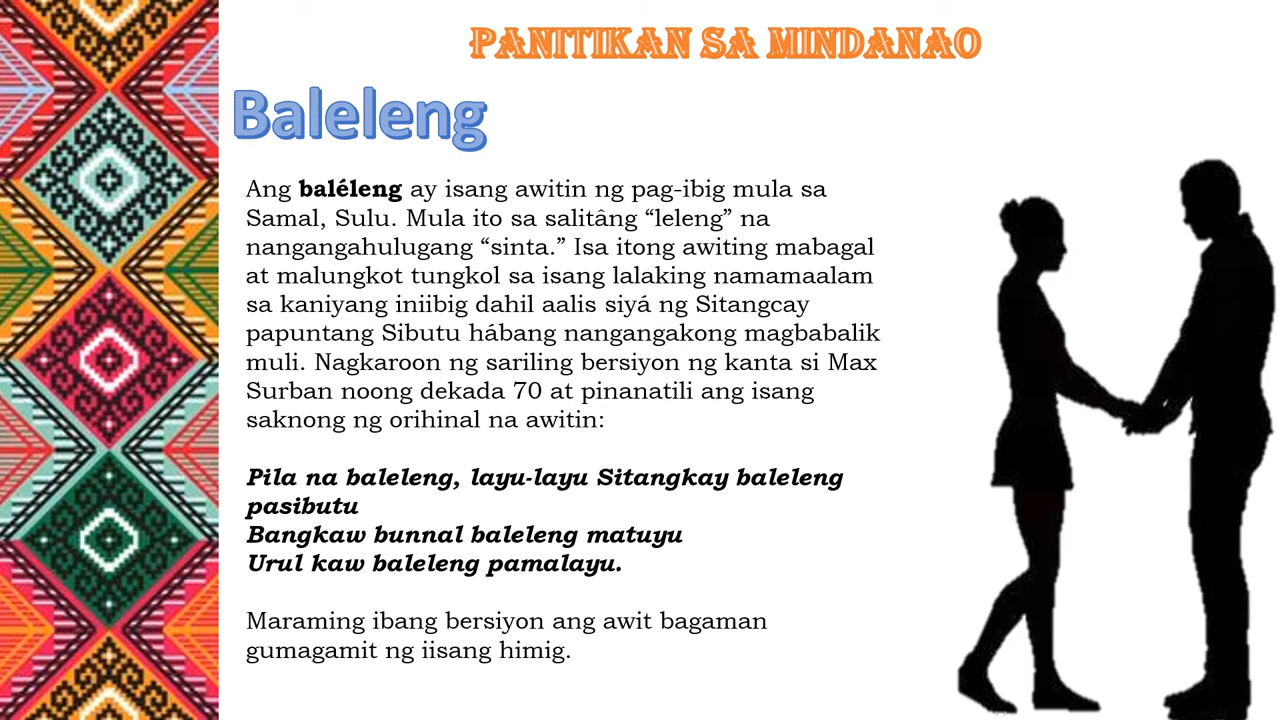 PANITIKAN SA MINDANAO
Baleleng
Ang baléleng ay isang awitin ng pag-ibig mula sa
Samal, Sulu. Mula ito sa salitâng “leleng” na
nangangahulugang “sinta.” Isa itong awiting mabagal
at malungkot tungkol sa isang lalaking namamaalam
sa kaniyang iniibig dahil aalis siyá ng Sitangcay
papuntang Sibutu hábang nangangakong magbabalik
muli. Nagkaroon ng sariling bersiyon ng kanta si Max
Surban noong dekada 70 at pinanatili ang isang
saknong ng orihinal na awitin:
Pila na baleleng, layu-layu Sitangkay baleleng
pasibutu
Bangkaw bunnal baleleng matuyu
Urul kaw baleleng pamalayu.
Maraming ibang bersiyon ang awit bagaman
gumagamit ng iisang himig.